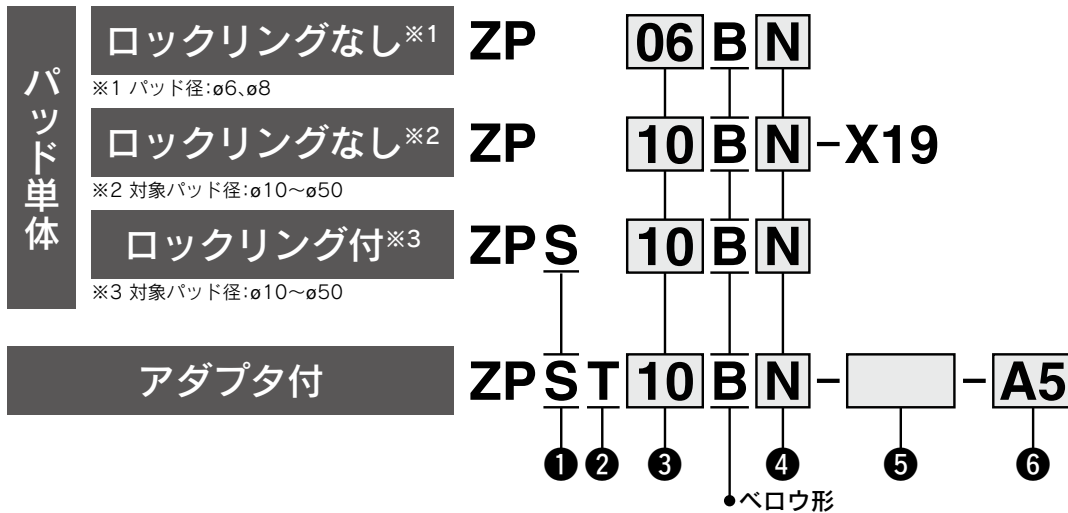 パッド単体
ロックリングなし※1 ZP 06 B N
※1 パッド径:ø6、ø8
ロックリングなし※2 ZP 10 B N-X19
※2 対象パッド径:ø10～ø50
ロックリング付※3 ZP S 10 B N
※3 対象パッド径:ø10～ø50
アダプタ付 ZP S T 10 B N - - A5
❶ ❷ ❸ ❹ ❺ ❻
ベロウ形